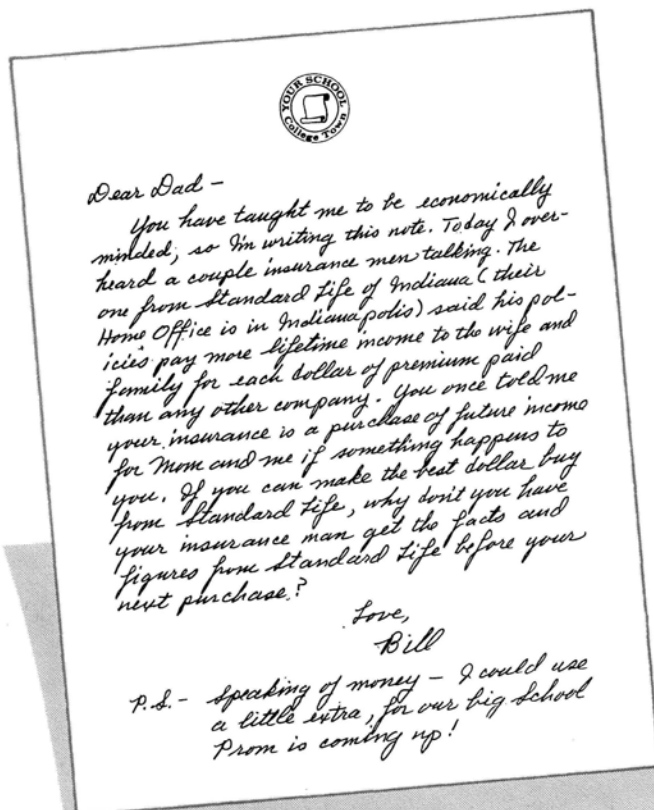 YOUR SCHOOL
College Town
Dear Dad –
You have taught me to be economically
minded, so I'm writing this note. Today I over-
heard a couple insurance men talking. The
one from Standard Life of Indiana (their
Home Office is in Indianapolis) said his pol-
icies pay more lifetime income to the wife and
family for each dollar of premium paid
than any other company. You once told me
your insurance is a purchase of future income
for Mom and me if something happens to
you. If you can make the best dollar buy
from Standard Life, why don't you have
your insurance man get the facts and
figures from Standard Life before your
next purchase?
Love,
Bill
P.S. – Speaking of money – I could use
a little extra, for our big School
Prom is coming up!